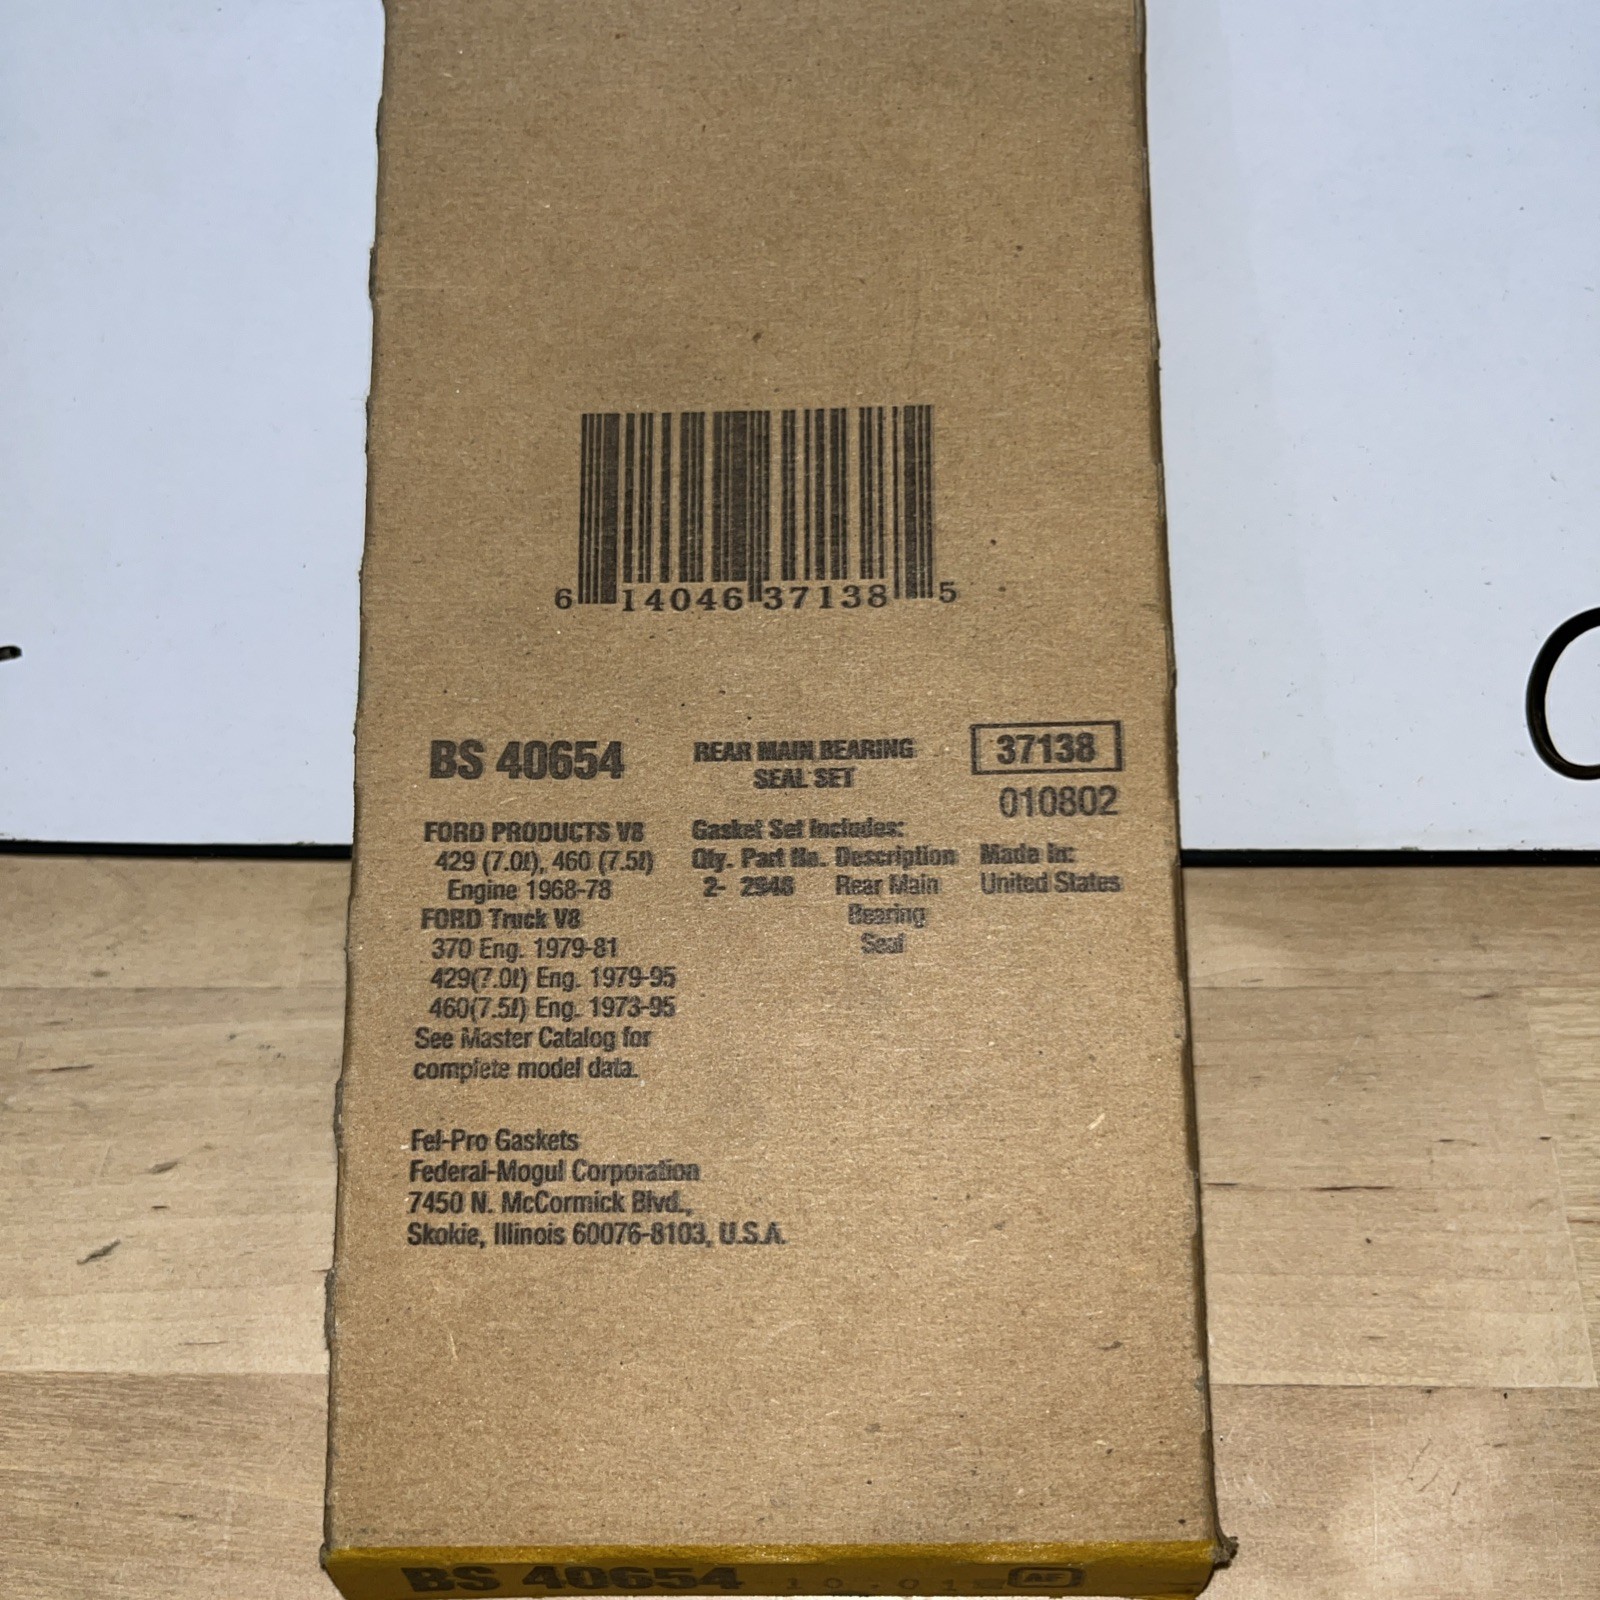 6 14046 37138 5
BS 40654
REAR MAIN BEARING
SEAL SET
37138
010802
FORD PRODUCTS V8
429 (7.0ℓ), 460 (7.5ℓ)
Engine 1968-78
FORD Truck V8
370 Eng. 1979-81
429(7.0ℓ) Eng. 1979-95
460(7.5ℓ) Eng. 1973-95
See Master Catalog for
complete model data.
Gasket Set Includes:
Qty. Part No. Description
2- 2946 Rear Main
Bearing
Seal
Made In:
United States
Fel-Pro Gaskets
Federal-Mogul Corporation
7450 N. McCormick Blvd.,
Skokie, Illinois 60076-8103, U.S.A.
BS 40654